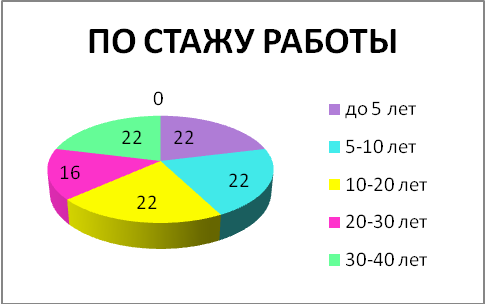 ПО СТАЖУ РАБОТЫ
0
22
22
22
16
22
до 5 лет
5-10 лет
10-20 лет
20-30 лет
30-40 лет